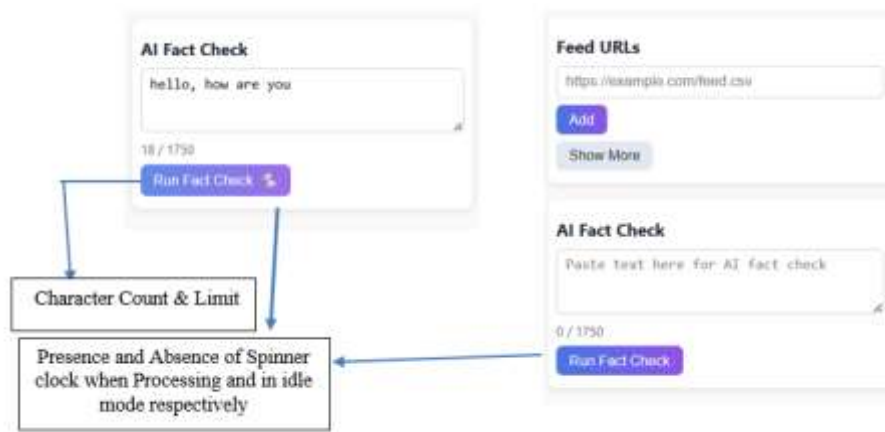 AI Fact Check
hello, how are you
18 / 1750
Run Fact Check
Character Count & Limit
Presence and Absence of Spinner
clock when Processing and in idle
mode respectively
Feed URLs
https://example.com/feed.csv
Add
Show More
AI Fact Check
Paste text here for AI fact check
0 / 1750
Run Fact Check